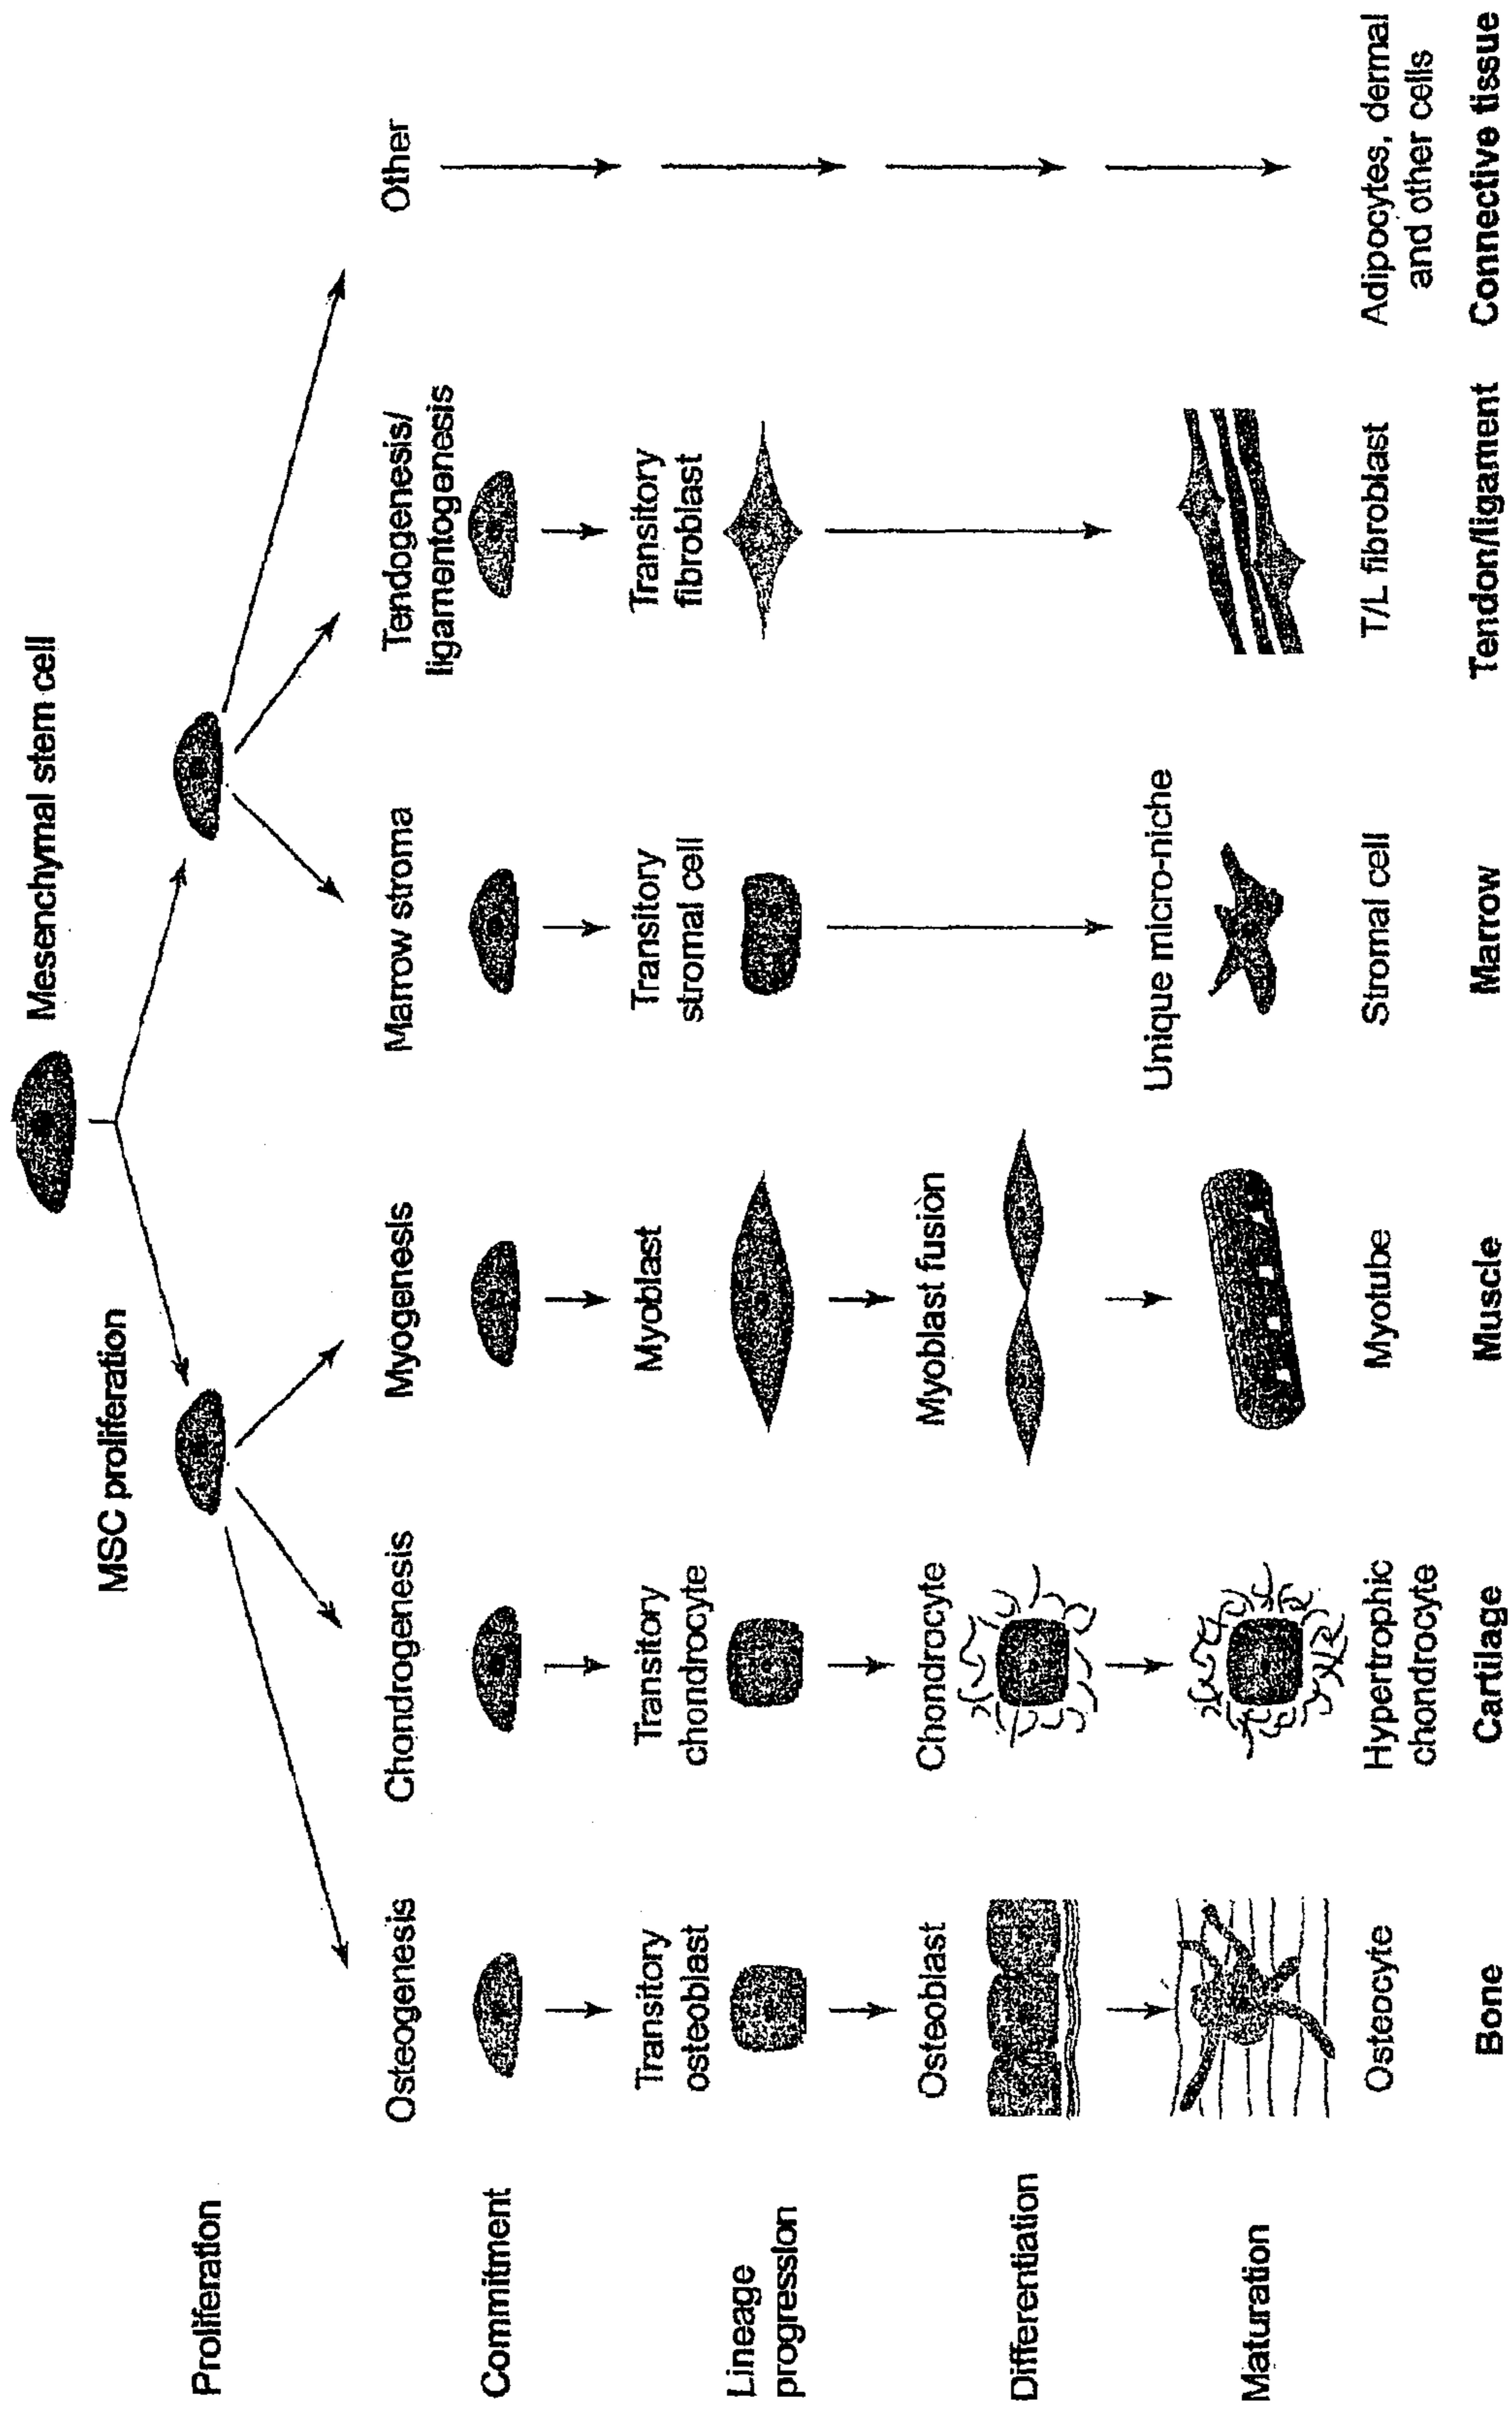 Mesenchymal stem cell
MSC proliferation
Proliferation
Osteogenesis
Chondrogenesis
Myogenesis
Marrow stroma
Tendogenesis/
ligamentogenesis
Other
Commitment
Transitory
osteoblast
Transitory
chondrocyte
Myoblast
Transitory
stromal cell
Transitory
fibroblast
Lineage
progression
Osteoblast
Chondrocyte
Myoblast fusion
Differentiation
Unique micro-niche
Maturation
Osteocyte
Hypertrophic
chondrocyte
Myotube
Stromal cell
T/L fibroblast
Adipocytes, dermal
and other cells
Bone
Cartilage
Muscle
Marrow
Tendon/ligament
Connective tissue